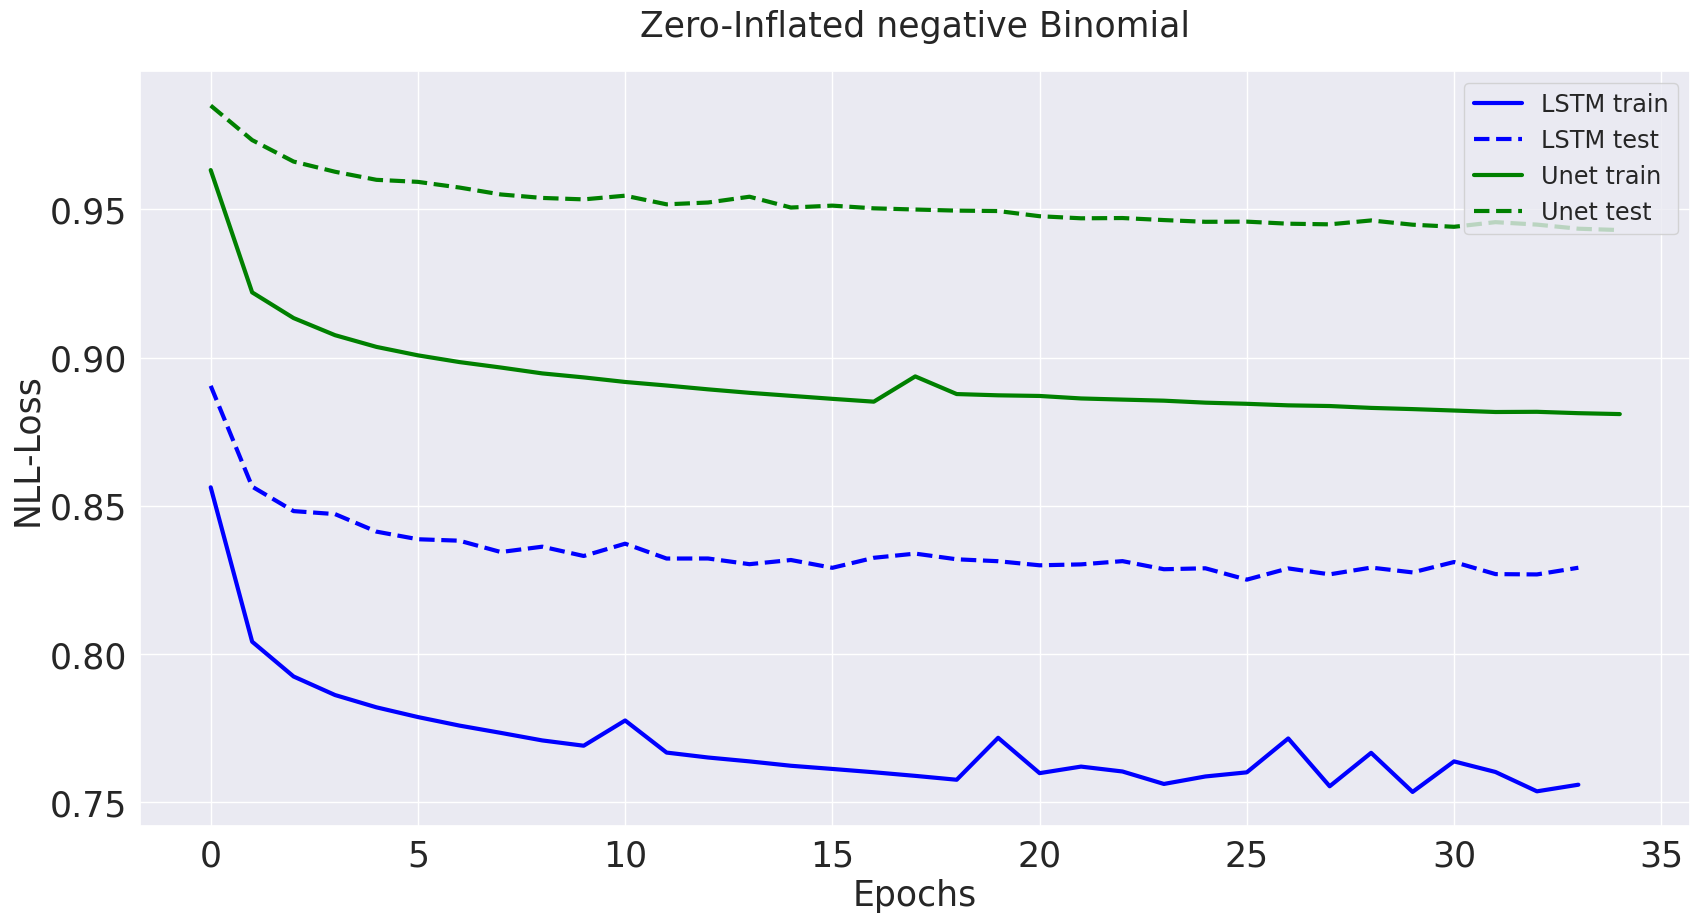 Zero-Inflated negative Binomial
LSTM train
LSTM test
Unet train
Unet test
NLL-Loss
0.95
0.90
0.85
0.80
0.75
0 5 10 15 20 25 30 35
Epochs